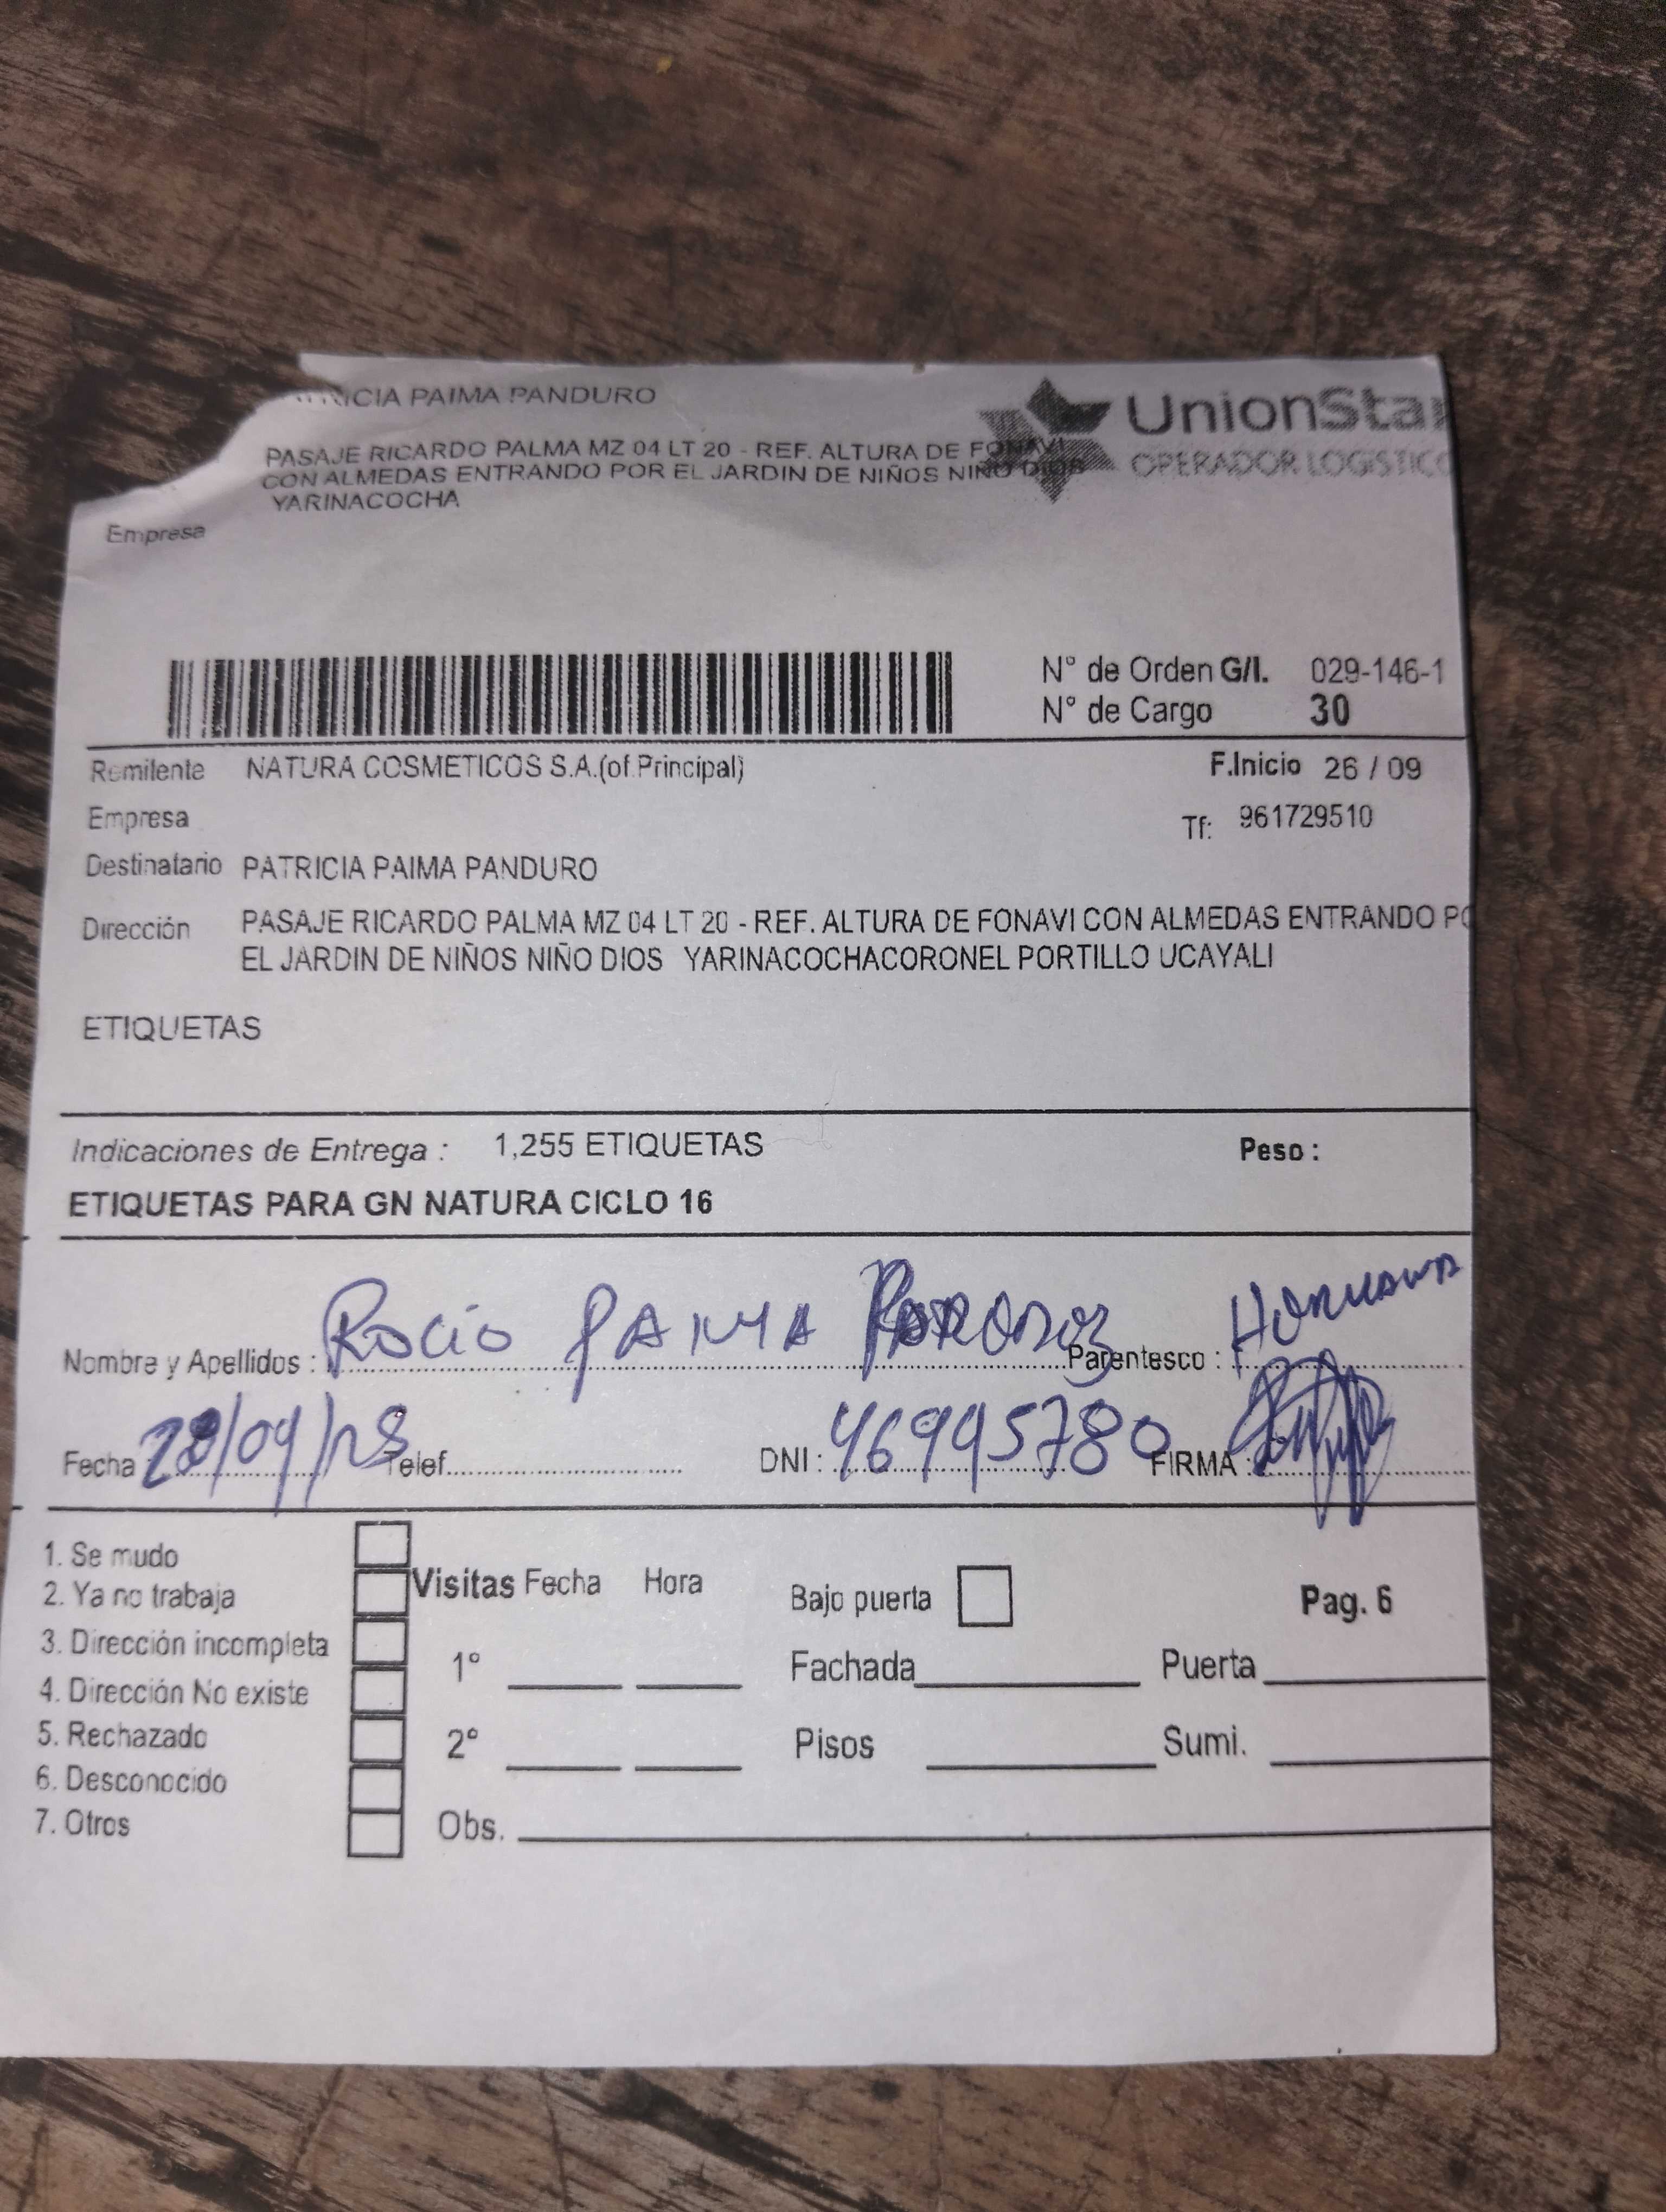 CIA PAIMA PANDURO
UnionStar
OPERADOR LOGISTICO
PASAJE RICARDO PALMA MZ 04 LT 20 - REF. ALTURA DE FONAVI
CON ALMEDAS ENTRANDO POR EL JARDIN DE NIÑOS NIÑO DIOS
YARINACOCHA
Empresa
N° de Orden G/I. 029-146-1
N° de Cargo 30
Remitente NATURA COSMETICOS S.A.(of.Principal) F.Inicio 26 / 09
Empresa Tf: 961729510
Destinatario PATRICIA PAIMA PANDURO
Dirección PASAJE RICARDO PALMA MZ 04 LT 20 - REF. ALTURA DE FONAVI CON ALMEDAS ENTRANDO PO
EL JARDIN DE NIÑOS NIÑO DIOS YARINACOCHACORONEL PORTILLO UCAYALI
ETIQUETAS
Indicaciones de Entrega : 1,255 ETIQUETAS Peso :
ETIQUETAS PARA GN NATURA CICLO 16
Nombre y Apellidos : Rocio PAIMA Parentesco :
Fecha Telef. DNI : 46995780 FIRMA :
1. Se mudo
2. Ya no trabaja Visitas Fecha Hora Bajo puerta Pag. 6
3. Dirección incompleta
1° Fachada Puerta
4. Dirección No existe
5. Rechazado 2° Pisos Sumi.
6. Desconocido
7. Otros Obs.